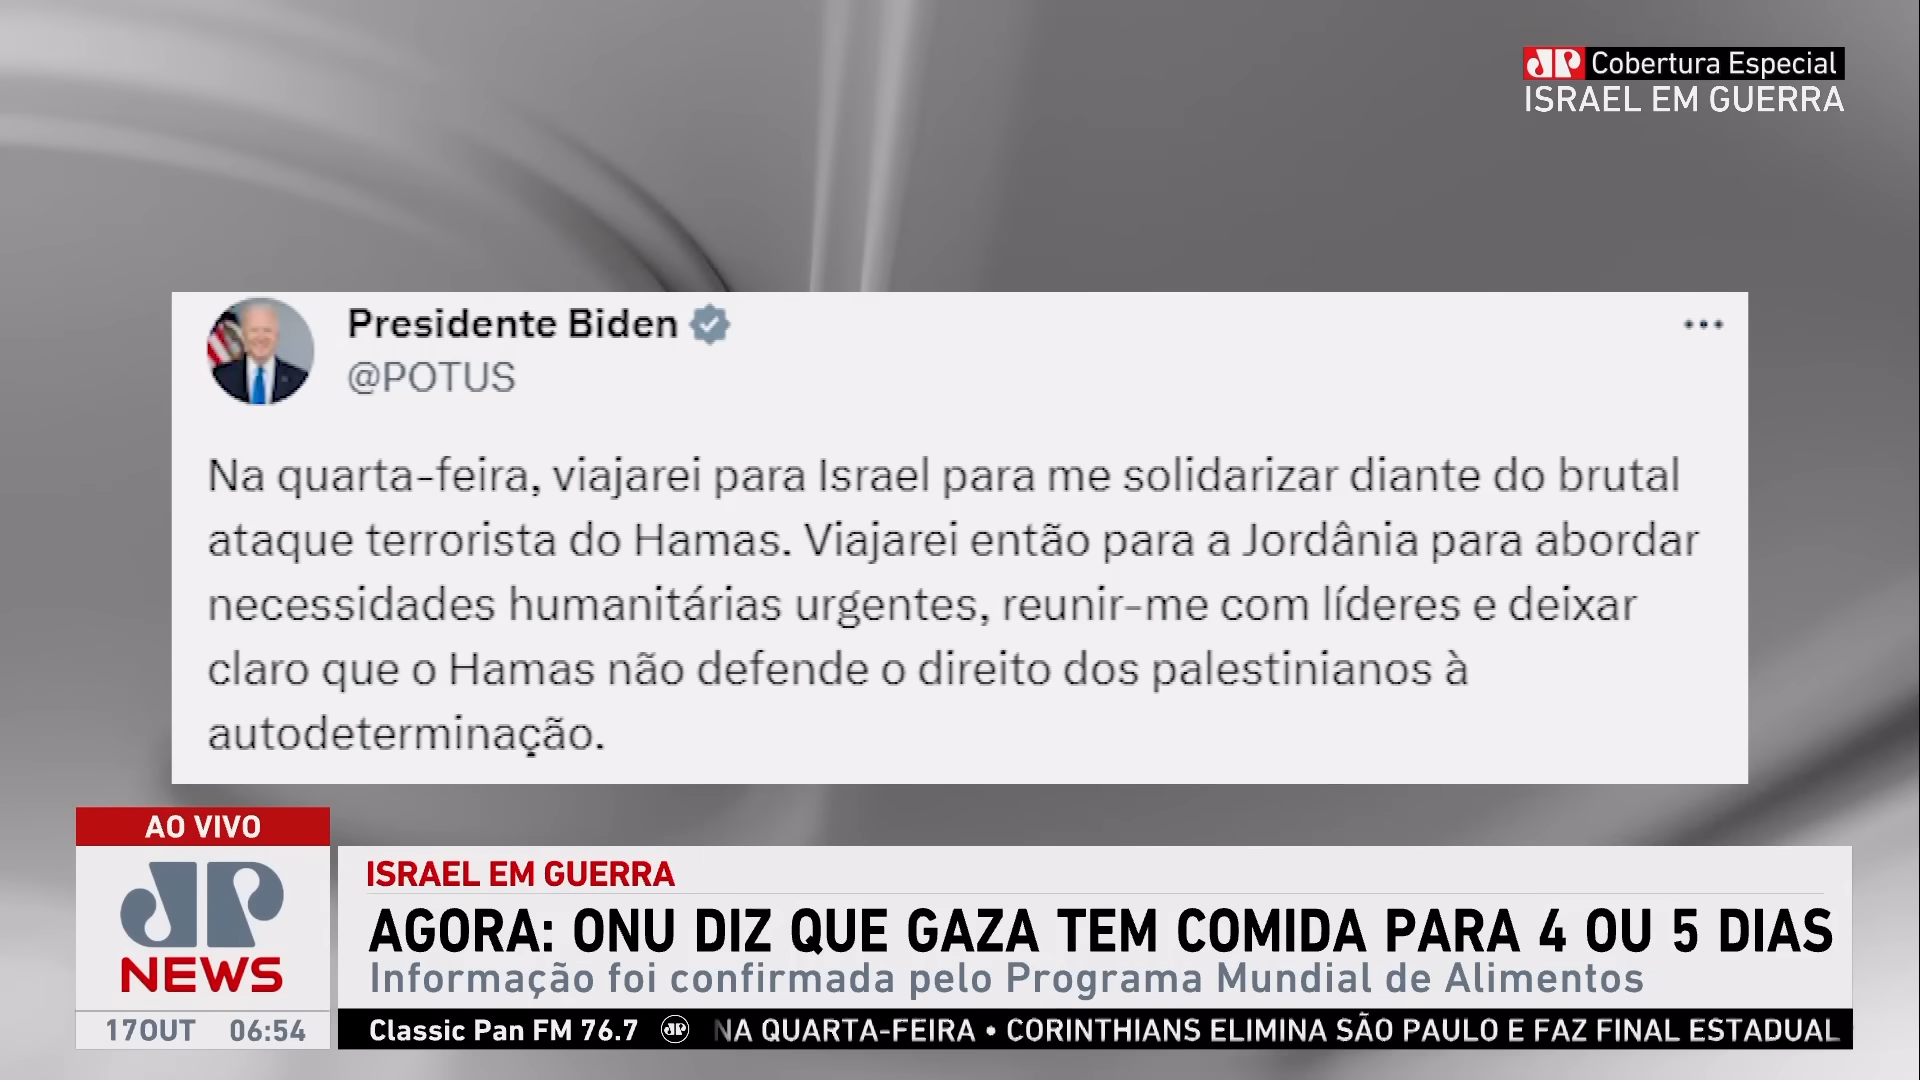 JP Cobertura Especial
ISRAEL EM GUERRA
Presidente Biden
@POTUS
Na quarta-feira, viajarei para Israel para me solidarizar diante do brutal
ataque terrorista do Hamas. Viajarei então para a Jordânia para abordar
necessidades humanitárias urgentes, reunir-me com líderes e deixar
claro que o Hamas não defende o direito dos palestinianos à
autodeterminação.
AO VIVO
JP
NEWS
17OUT 06:54
ISRAEL EM GUERRA
AGORA: ONU DIZ QUE GAZA TEM COMIDA PARA 4 OU 5 DIAS
Informação foi confirmada pelo Programa Mundial de Alimentos
Classic Pan FM 76.7 JP NA QUARTA-FEIRA • CORINTHIANS ELIMINA SÃO PAULO E FAZ FINAL ESTADUAL